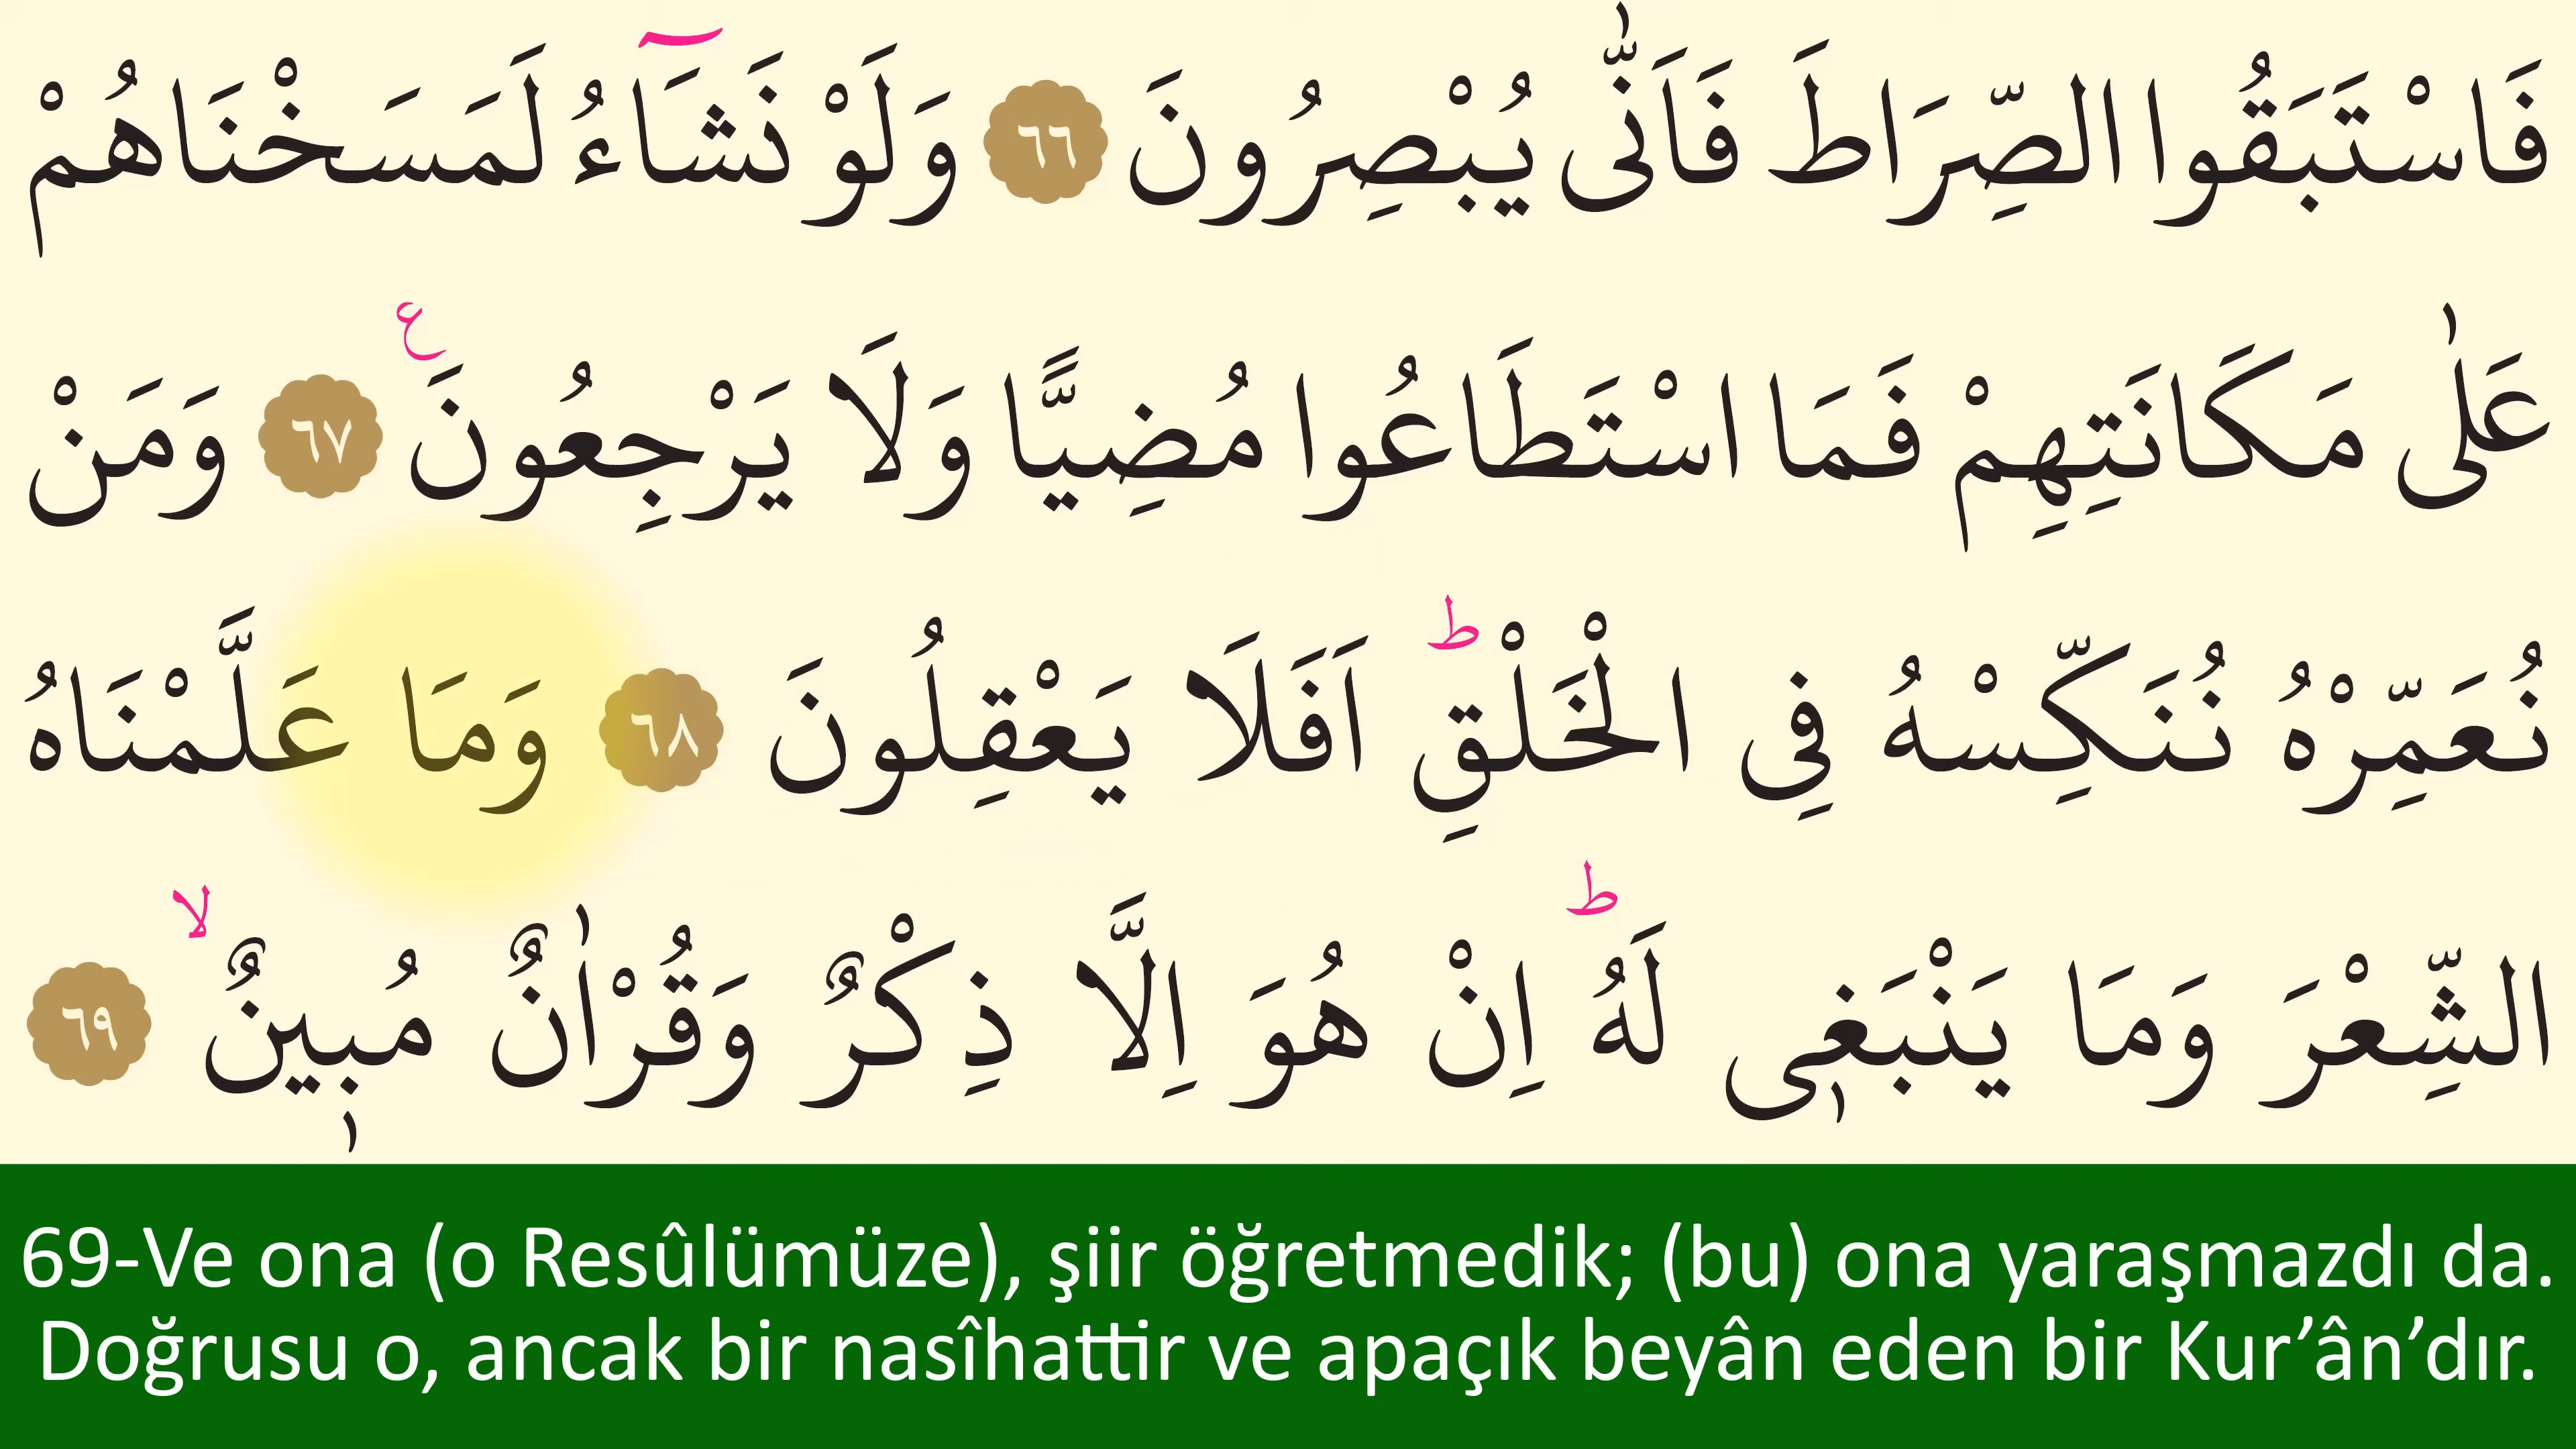 فَاسْتَبَقُوا الصِّرَاطَ فَاَنّٰى يُبْصِرُونَ ٦٦ وَلَوْ نَشَٓاءُ لَمَسَخْنَاهُمْ
عَلٰى مَكَانَتِهِمْ فَمَا اسْتَطَاعُوا مُضِيًّا وَلَا يَرْجِعُونَ ع ٦٧ وَمَنْ
نُعَمِّرْهُ نُنَكِّسْهُ فِى الْخَلْقِ ط اَفَلَا يَعْقِلُونَ ٦٨ وَمَا عَلَّمْنَاهُ
الشِّعْرَ وَمَا يَنْبَغٖى لَهُ ط اِنْ هُوَ اِلَّا ذِكْرٌ وَقُرْاٰنٌ مُبٖينٌ لا ٦٩
69-Ve ona (o Resûlümüze), şiir öğretmedik; (bu) ona yaraşmazdı da.
Doğrusu o, ancak bir nasîhattir ve apaçık beyân eden bir Kur’ân’dır.